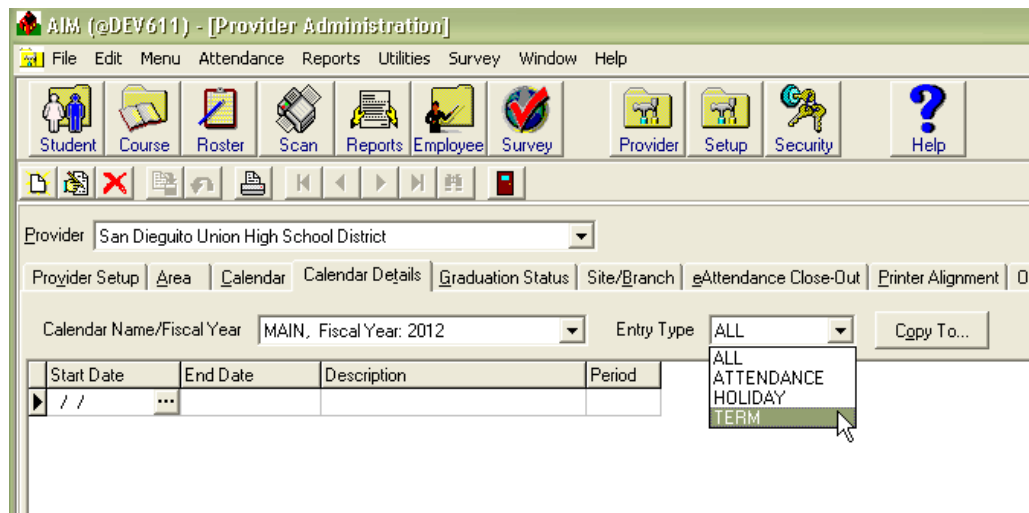 AIM (@DEV611) - [Provider Administration]
File Edit Menu Attendance Reports Utilities Survey Window Help
Student Course Roster Scan Reports Employee Survey Provider Setup Security Help
Provider San Dieguito Union High School District
Provider Setup Area Calendar Calendar Details Graduation Status Site/Branch eAttendance Close-Out Printer Alignment O
Calendar Name/Fiscal Year MAIN, Fiscal Year: 2012 Entry Type ALL Copy To...
ALL
Start Date End Date Description Period ATTENDANCE
/ / ... HOLIDAY
TERM